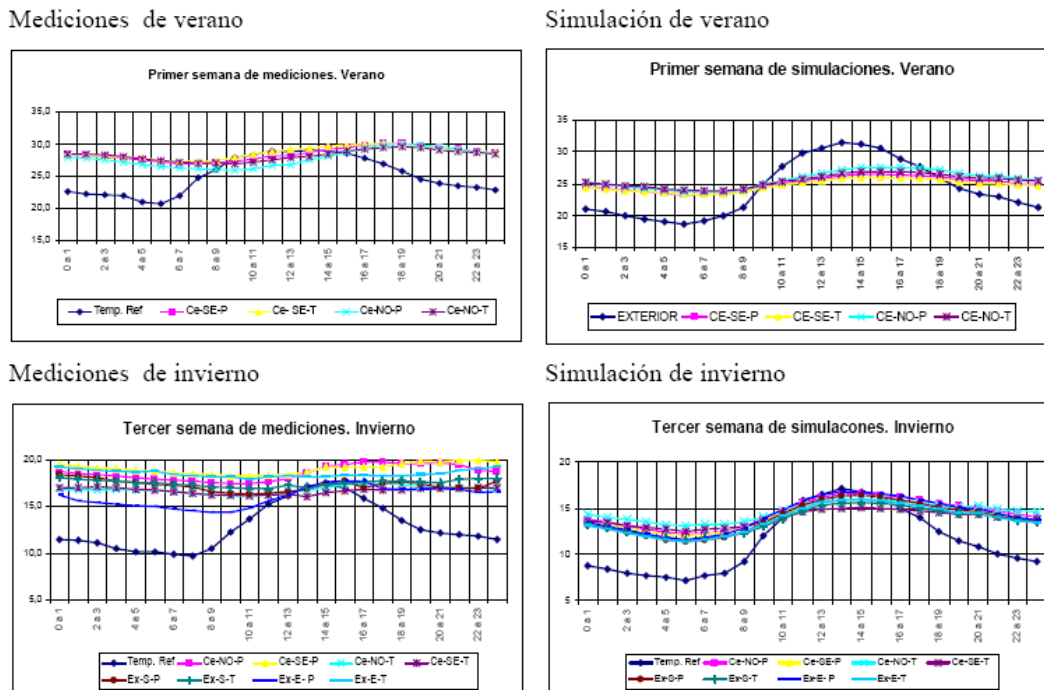 Mediciones de verano
Simulación de verano
Primer semana de mediciones. Verano
35,0
30,0
25,0
20,0
15,0
0 a 1
2 a 3
4 a 5
6 a 7
8 a 9
10 a 11
12 a 13
14 a 15
16 a 17
18 a 19
20 a 21
22 a 23
Temp. Ref
Ce-SE-P
Ce- SE-T
Ce-NO-P
Ce-NO-T
Primer semana de simulaciones. Verano
35
30
25
20
15
0 a 1
2 a 3
4 a 5
6 a 7
8 a 9
10 a 11
12 a 13
14 a 15
16 a 17
18 a 19
20 a 21
22 a 23
EXTERIOR
CE-SE-P
CE-SE-T
CE-NO-P
CE-NO-T
Mediciones de invierno
Simulación de invierno
Tercer semana de mediciones. Invierno
20,0
15,0
10,0
5,0
0 a 1
2 a 3
4 a 5
6 a 7
8 a 9
10 a 11
12 a 13
14 a 15
16 a 17
18 a 19
20 a 21
22 a 23
Temp. Ref
Ce-NO-P
Ce-SE-P
Ce-NO-T
Ce-SE-T
Ex-S-P
Ex-S-T
Ex-E- P
Ex-E-T
Tercer semana de simulacones. Invierno
20
15
10
5
0 a 1
2 a 3
4 a 5
6 a 7
8 a 9
10 a 11
12 a 13
14 a 15
16 a 17
18 a 19
20 a 21
22 a 23
Temp. Ref
Ce-NO-P
Ce-SE-P
Ce-NO-T
Ce-SE-T
Ex-S-P
Ex-S-T
Ex-E- P
Ex-E-T